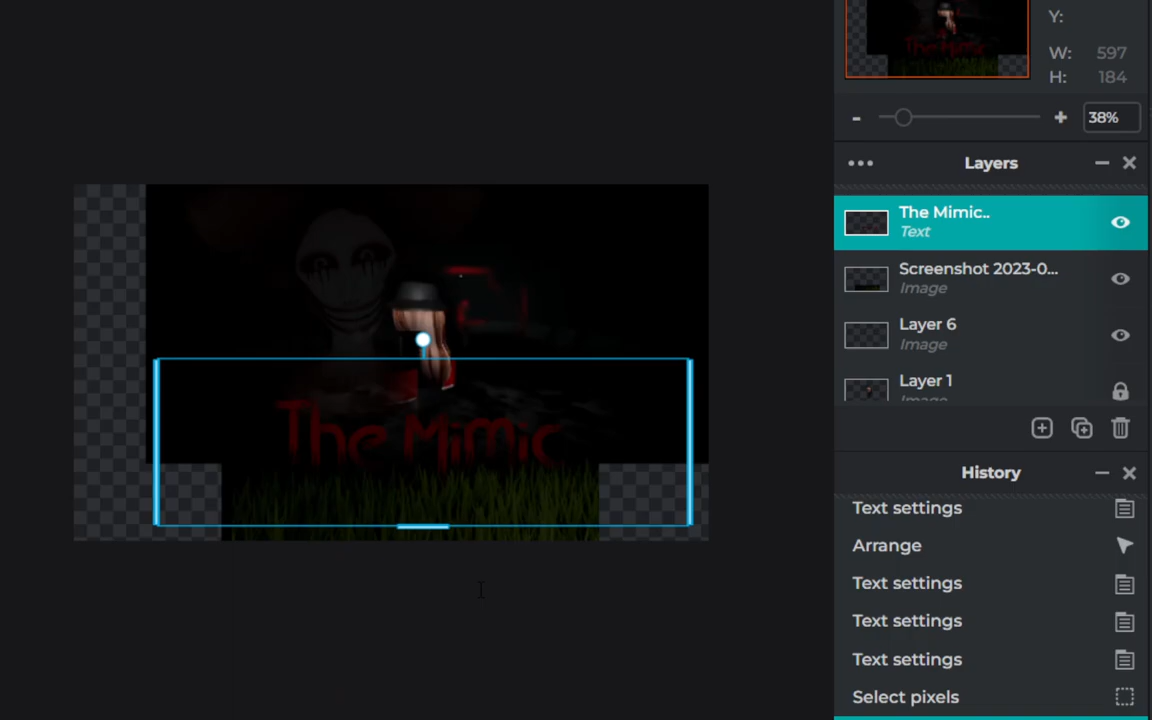 Y:
W: 597
H: 184
38%
Layers
The Mimic..
Text
Screenshot 2023-0...
Image
Layer 6
Image
Layer 1
Image
The Mimic
History
Text settings
Arrange
Text settings
Text settings
Text settings
Select pixels